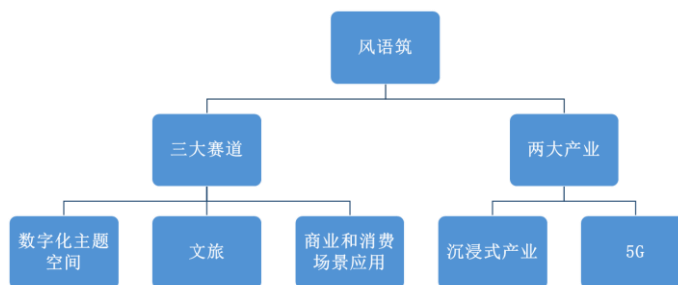 风语筑
三大赛道
两大产业
数字化主题
空间
文旅
商业和消费
场景应用
沉浸式产业
5G